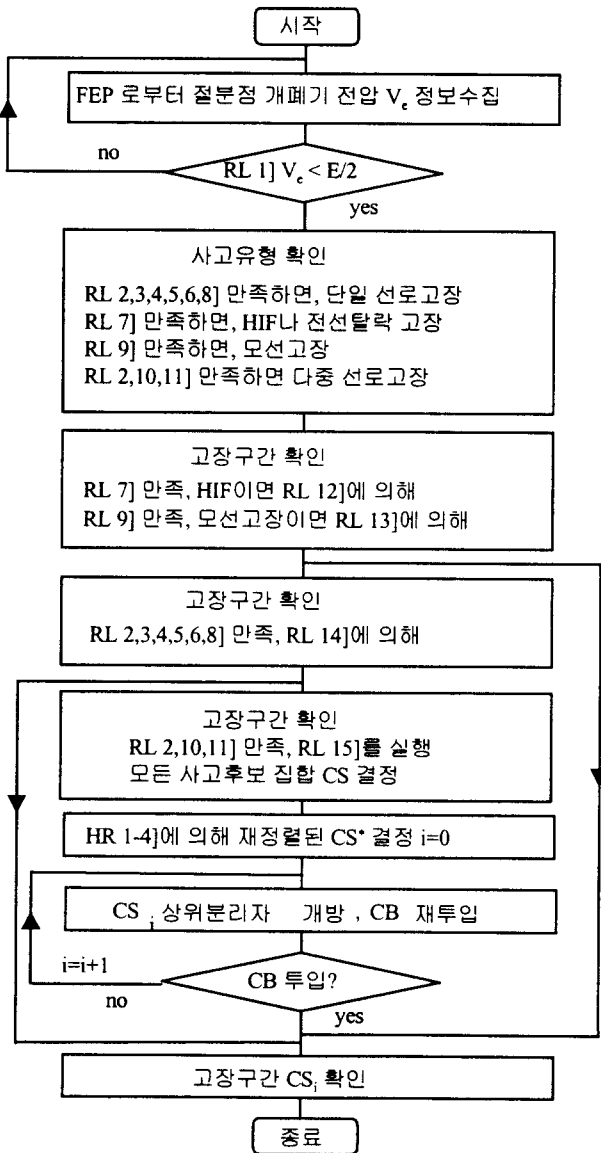 시작
FEP 로부터 절분점 개폐기 전압 Ve 정보수집
no
RL 1] Ve < E/2
yes
사고유형 확인
RL 2,3,4,5,6,8] 만족하면, 단일 선로고장
RL 7] 만족하면, HIF나 전선탈락 고장
RL 9] 만족하면, 모선고장
RL 2,10,11] 만족하면 다중 선로고장
고장구간 확인
RL 7] 만족, HIF이면 RL 12]에 의해
RL 9] 만족, 모선고장이면 RL 13]에 의해
고장구간 확인
RL 2,3,4,5,6,8] 만족, RL 14]에 의해
고장구간 확인
RL 2,10,11] 만족, RL 15]를 실행
모든 사고후보 집합 CS 결정
HR 1-4]에 의해 재정렬된 CS* 결정 i=0
CS i 상위분리자 개방 , CB 재투입
i=i+1
CB 투입?
no
yes
고장구간 CSi 확인
종료